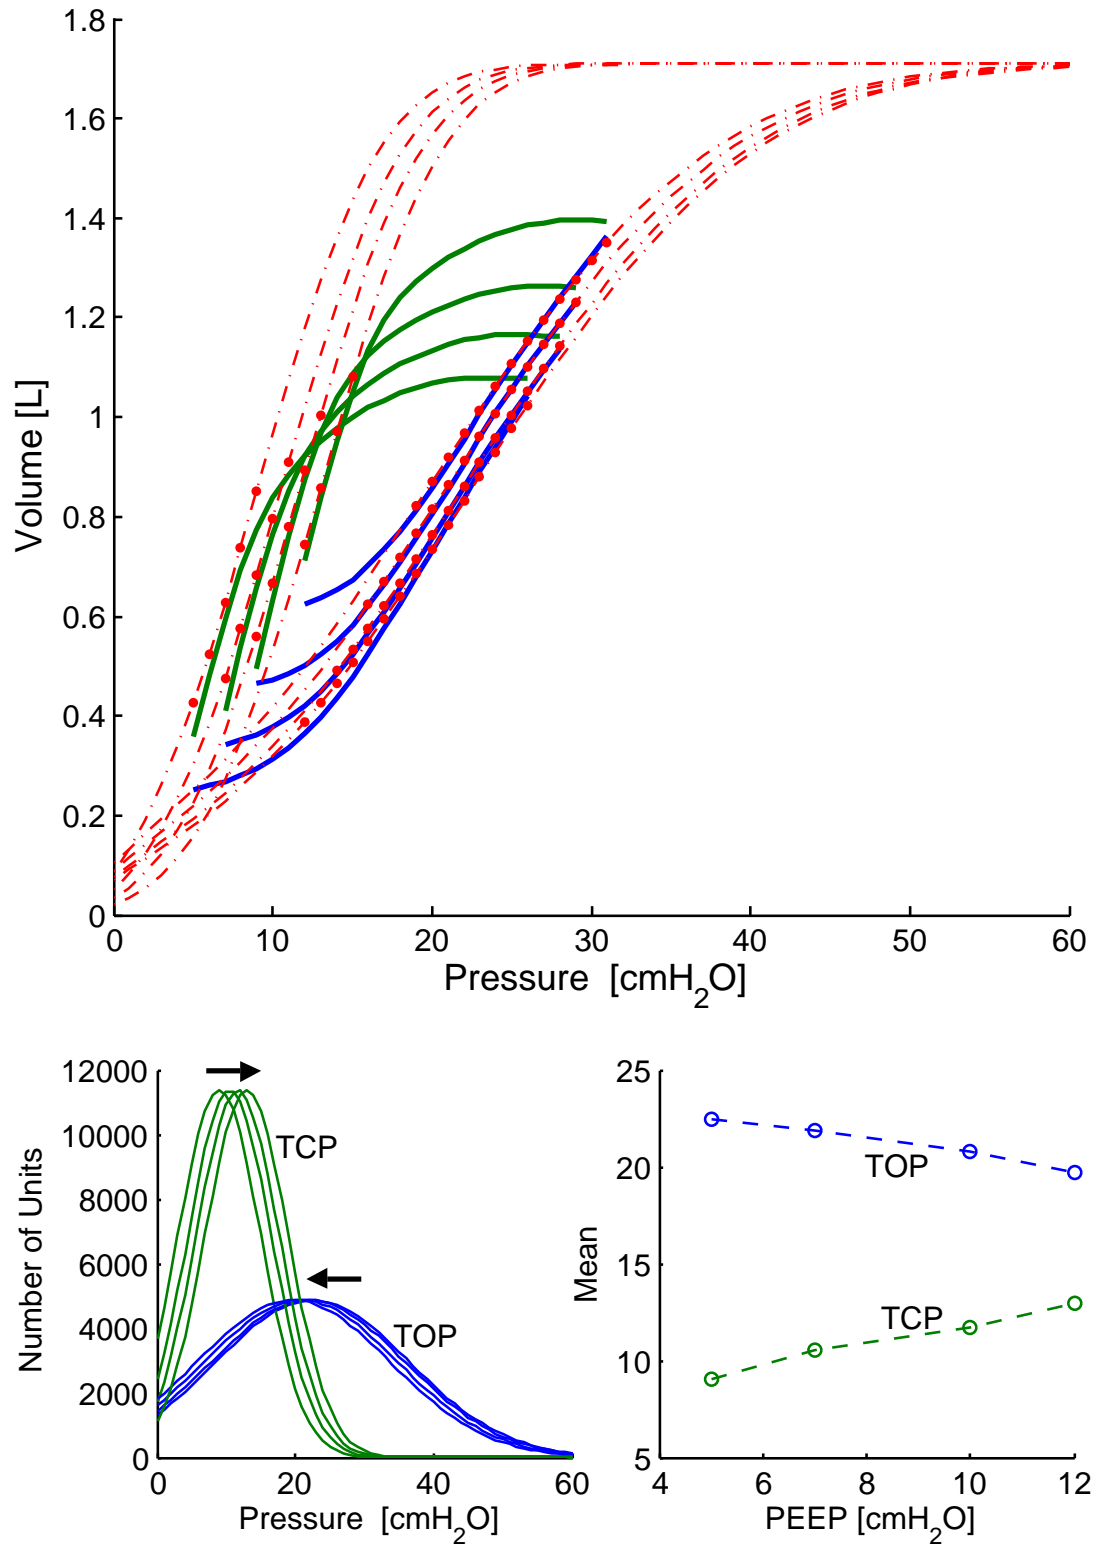 1.8
1.6
1.4
1.2
1
0.8
0.6
0.4
0.2
0
Volume [L]
0 10 20 30 40 50 60
Pressure [cmH2O]
12000
10000
8000
6000
4000
2000
0
Number of Units
TCP
TOP
0 20 40 60
Pressure [cmH2O]
25
20
15
10
5
Mean
TOP
TCP
4 6 8 10 12
PEEP [cmH2O]